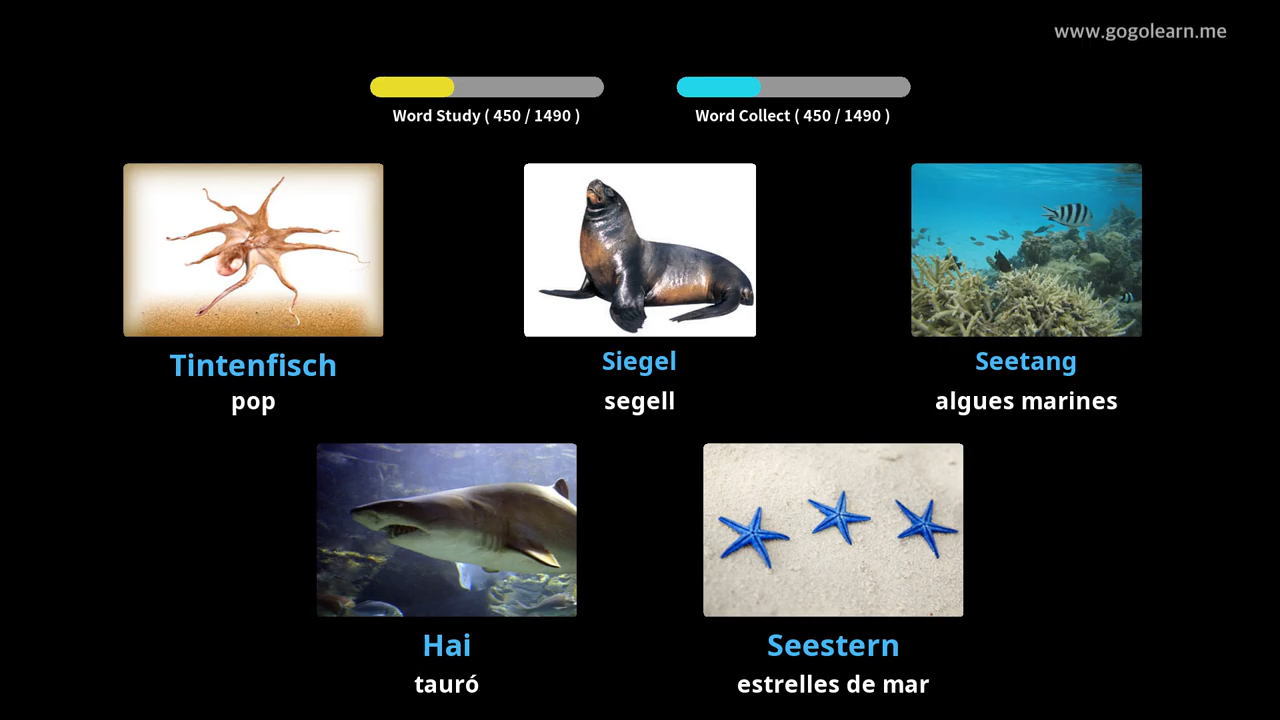 www.gogolearn.me
Word Study ( 450 / 1490 )
Word Collect ( 450 / 1490 )
Tintenfisch
pop
Siegel
segell
Seetang
algues marines
Hai
tauró
Seestern
estrelles de mar